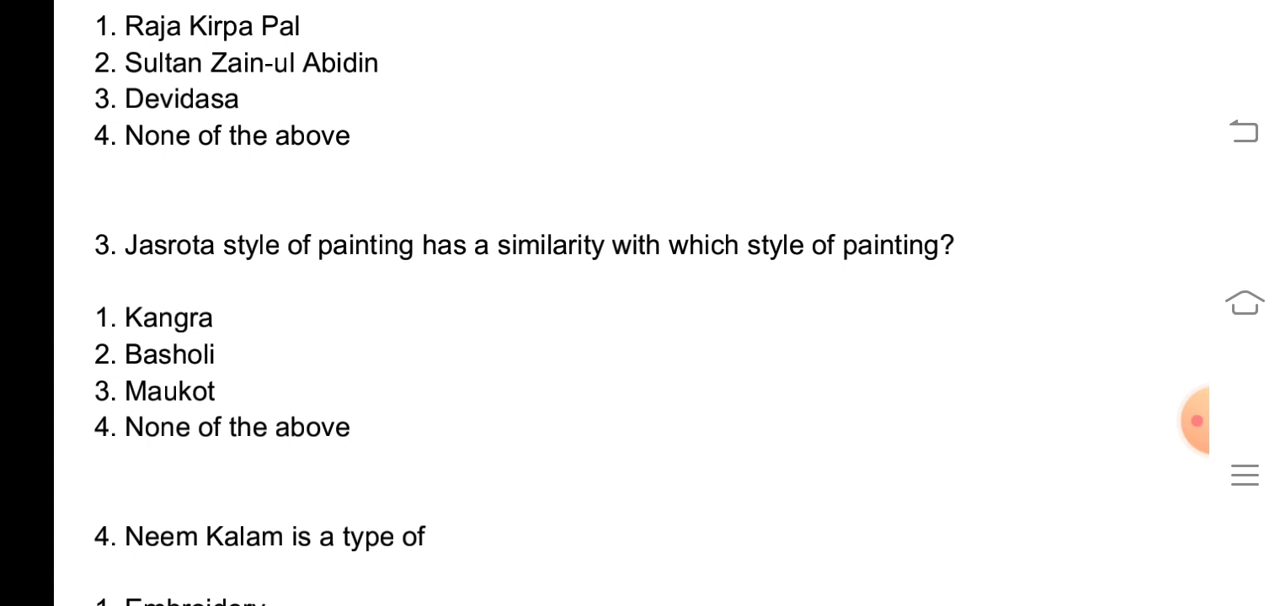 1. Raja Kirpa Pal
2. Sultan Zain-ul Abidin
3. Devidasa
4. None of the above
3. Jasrota style of painting has a similarity with which style of painting?
1. Kangra
2. Basholi
3. Maukot
4. None of the above
4. Neem Kalam is a type of
1. Embroidery